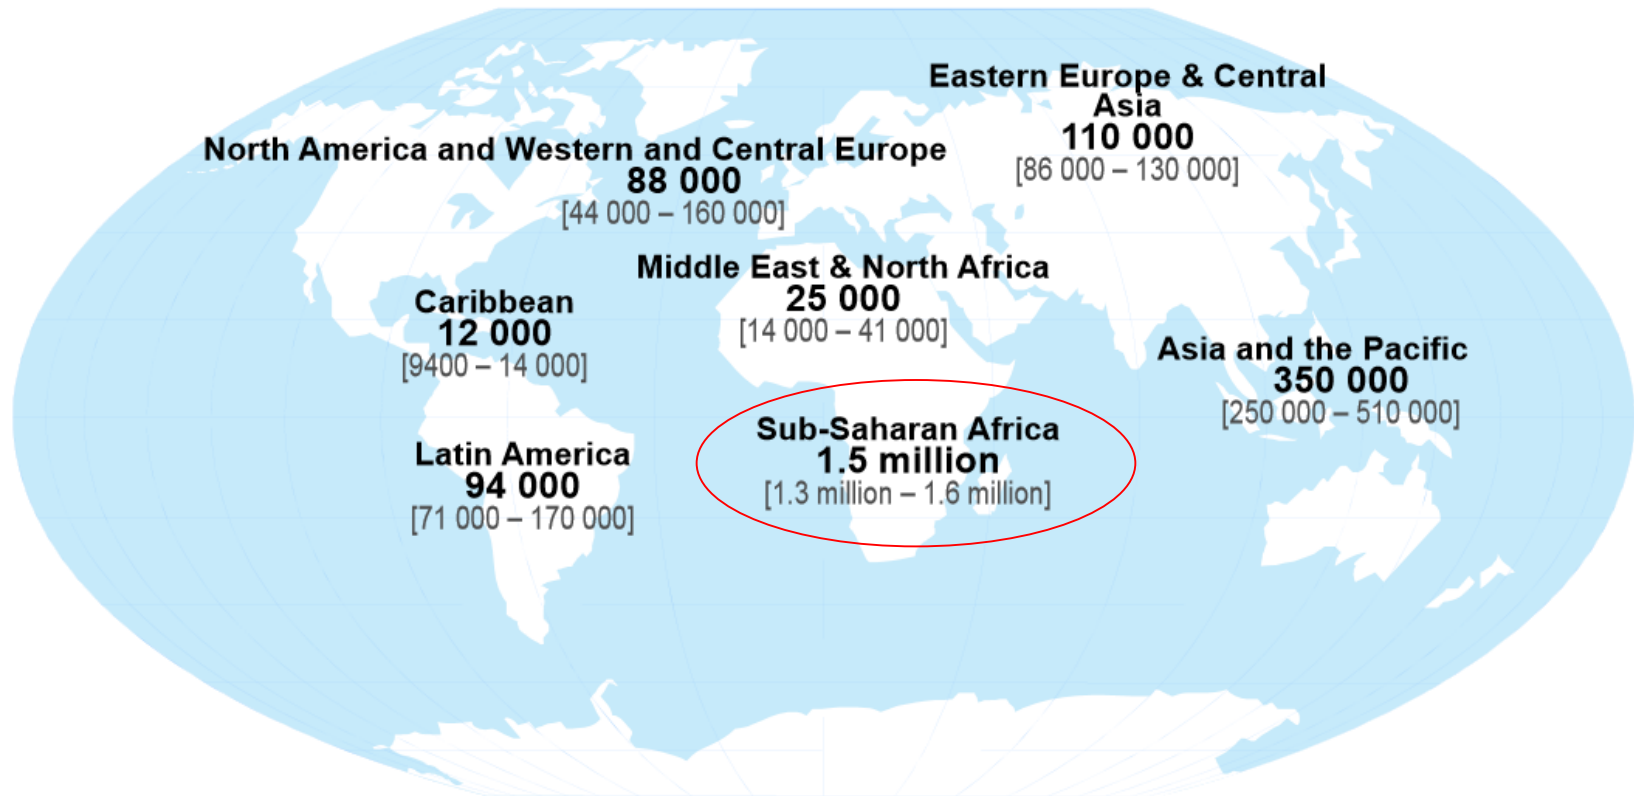 Eastern Europe & Central
Asia
110 000
[86 000 – 130 000]
North America and Western and Central Europe
88 000
[44 000 – 160 000]
Middle East & North Africa
25 000
[14 000 – 41 000]
Caribbean
12 000
[9400 – 14 000]
Asia and the Pacific
350 000
[250 000 – 510 000]
Sub-Saharan Africa
1.5 million
[1.3 million – 1.6 million]
Latin America
94 000
[71 000 – 170 000]